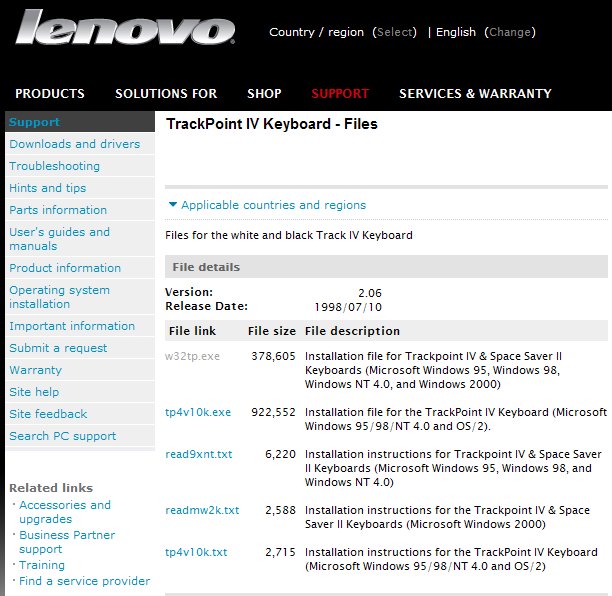 lenovo
Country / region (Select) | English (Change)
PRODUCTS SOLUTIONS FOR SHOP SUPPORT SERVICES & WARRANTY
Support
Downloads and drivers
Troubleshooting
Hints and tips
Parts information
User's guides and
manuals
Product information
Operating system
installation
Important information
Submit a request
Warranty
Site help
Site feedback
Search PC support
Related links
Accessories and
upgrades
Business Partner
support
Training
Find a service provider
TrackPoint IV Keyboard - Files
Applicable countries and regions
Files for the white and black Track IV Keyboard
File details
Version: 2.06
Release Date: 1998/07/10
File link File size File description
w32tp.exe 378,605 Installation file for Trackpoint IV & Space Saver II
Keyboards (Microsoft Windows 95, Windows 98,
Windows NT 4.0, and Windows 2000)
tp4v10k.exe 922,552 Installation file for the TrackPoint IV Keyboard (Microsoft
Windows 95/98/NT 4.0 and OS/2).
read9xnt.txt 6,220 Installation instructions for Trackpoint IV & Space Saver
II Keyboards (Microsoft Windows 95, Windows 98, and
Windows NT 4.0)
readmw2k.txt 2,588 Installation instructions for the Trackpoint IV & Space
Saver II Keyboards (Microsoft Windows 2000)
tp4v10k.txt 2,715 Installation instructions for the TrackPoint IV Keyboard
(Microsoft Windows 95/98/NT 4.0 and OS/2)